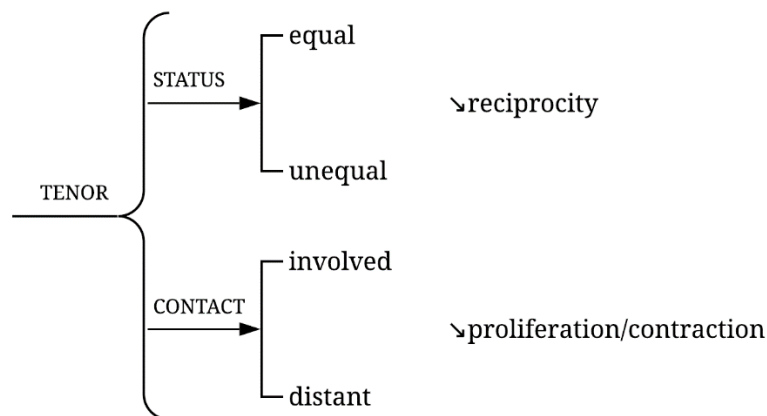 equal
STATUS
↘reciprocity
unequal
TENOR
involved
CONTACT
↘proliferation/contraction
distant